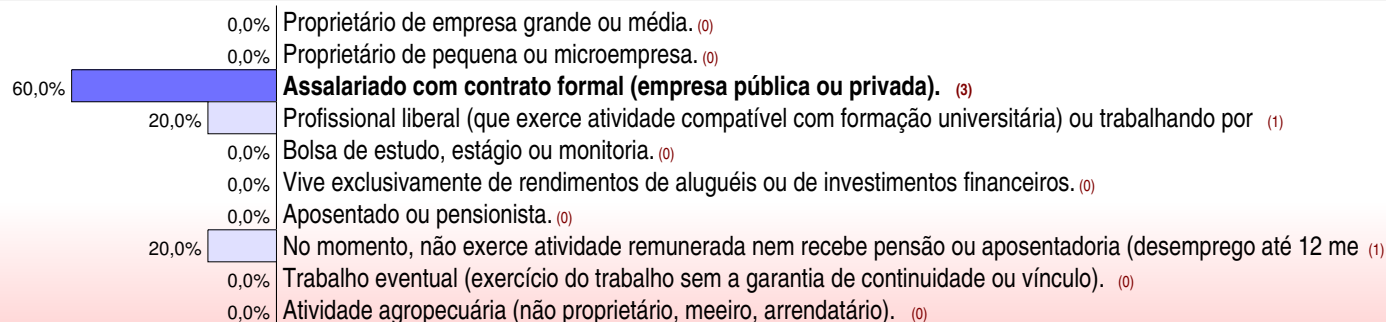 0,0% Proprietário de empresa grande ou média. (0)
0,0% Proprietário de pequena ou microempresa. (0)
60,0% Assalariado com contrato formal (empresa pública ou privada). (3)
20,0% Profissional liberal (que exerce atividade compatível com formação universitária) ou trabalhando por (1)
0,0% Bolsa de estudo, estágio ou monitoria. (0)
0,0% Vive exclusivamente de rendimentos de aluguéis ou de investimentos financeiros. (0)
0,0% Aposentado ou pensionista. (0)
20,0% No momento, não exerce atividade remunerada nem recebe pensão ou aposentadoria (desemprego até 12 me (1)
0,0% Trabalho eventual (exercício do trabalho sem a garantia de continuidade ou vínculo). (0)
0,0% Atividade agropecuária (não proprietário, meeiro, arrendatário). (0)